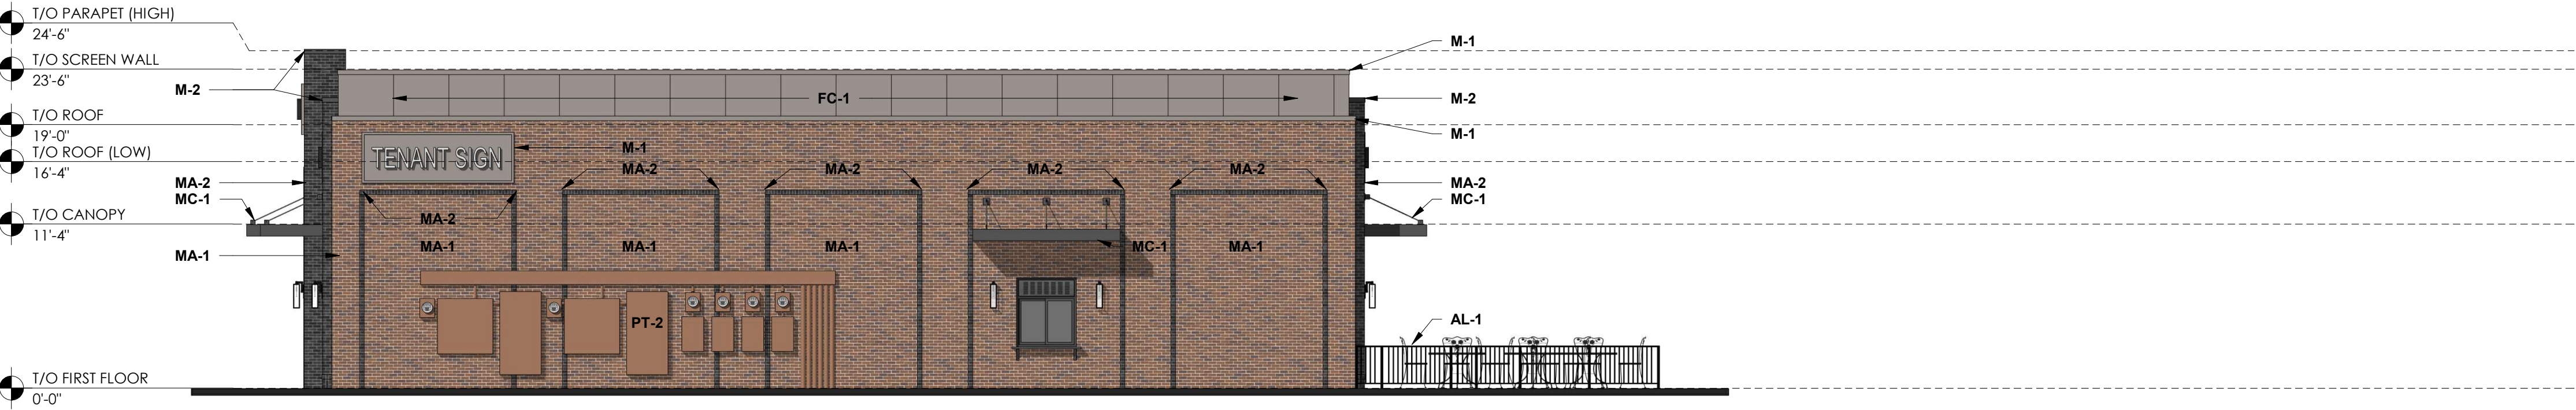 T/O PARAPET (HIGH)
24'-6"
T/O SCREEN WALL
23'-6"
M-2
T/O ROOF
19'-0"
T/O ROOF (LOW)
16'-4"
MA-2
MC-1
T/O CANOPY
11'-4"
MA-1
T/O FIRST FLOOR
0'-0"
FC-1
TENANT SIGN
M-1
MA-2
MA-2
MA-2
MA-2
MA-2
MA-1
MA-1
MA-1
MC-1
MA-1
PT-2
M-1
M-2
M-1
MA-2
MC-1
AL-1